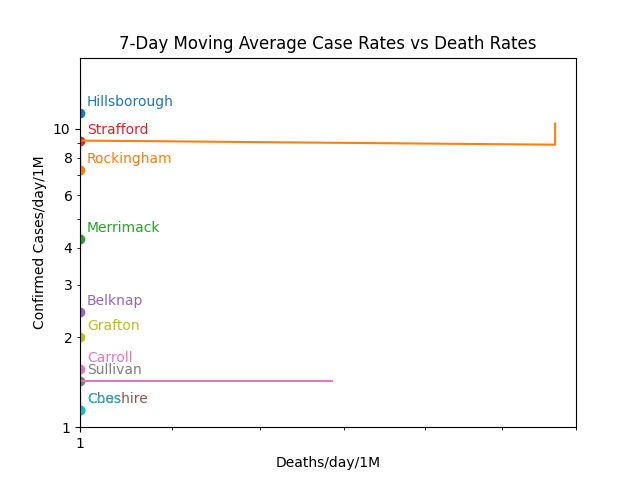 7-Day Moving Average Case Rates vs Death Rates
Confirmed Cases/day/1M
10
8
6
4
3
2
1
Hillsborough
Strafford
Rockingham
Merrimack
Belknap
Grafton
Carroll
Sullivan
Cheshire
1
Deaths/day/1M